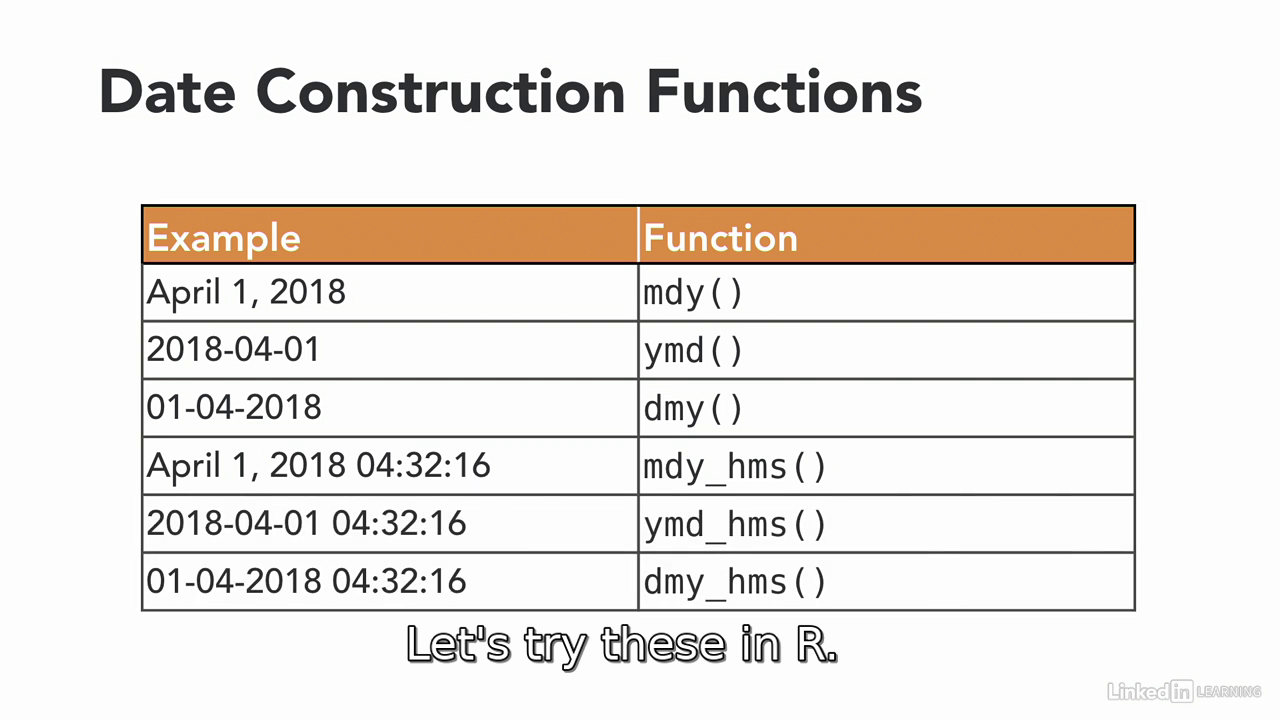 Date Construction Functions
Example Function
April 1, 2018 mdy()
2018-04-01 ymd()
01-04-2018 dmy()
April 1, 2018 04:32:16 mdy_hms()
2018-04-01 04:32:16 ymd_hms()
01-04-2018 04:32:16 dmy_hms()
Let's try these in R.
Linked in LEARNING